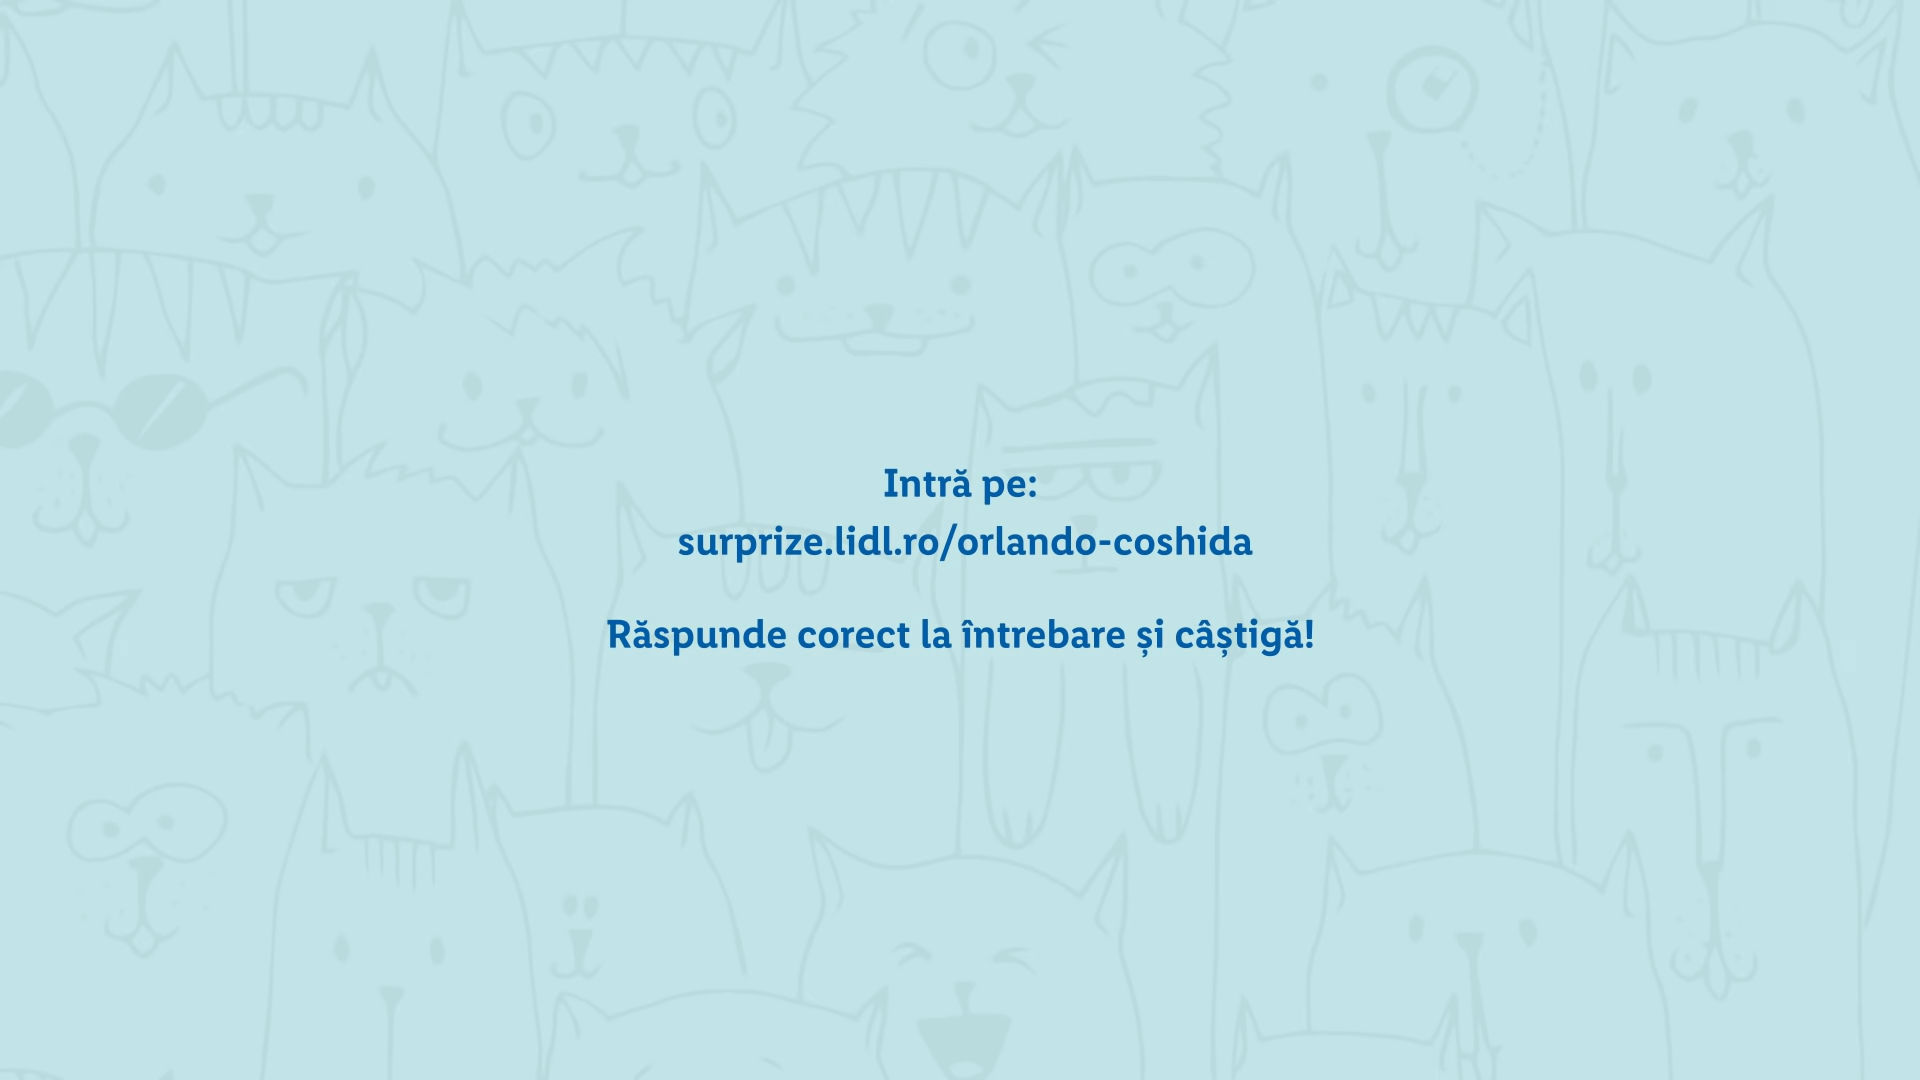 Intră pe:
surprize.lidl.ro/orlando-coshida
Răspunde corect la întrebare și câștigă!